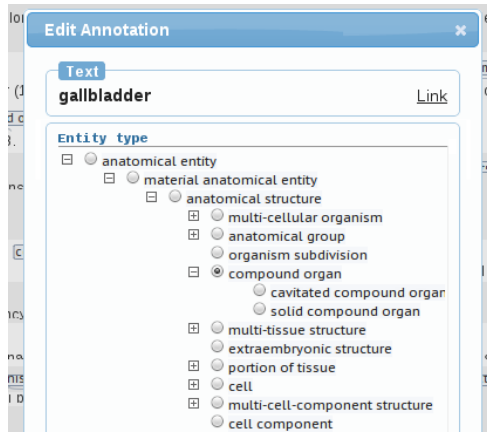 Edit Annotation
Text
gallbladder Link
Entity type
anatomical entity
material anatomical entity
anatomical structure
multi-cellular organism
anatomical group
organism subdivision
compound organ
cavitated compound organ
solid compound organ
multi-tissue structure
extraembryonic structure
portion of tissue
cell
multi-cell-component structure
cell component